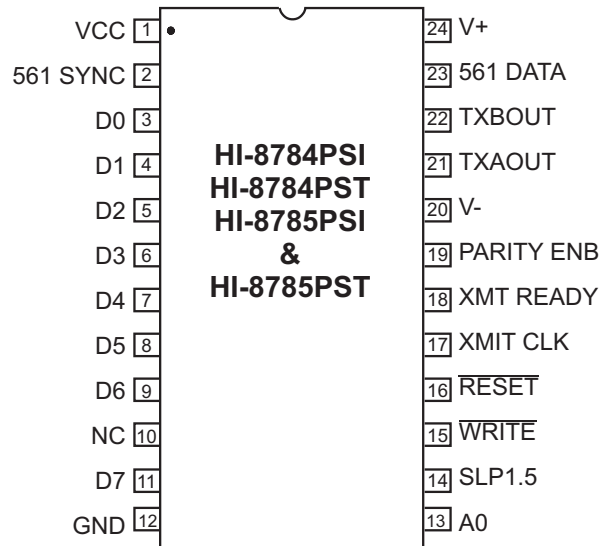 VCC 1
561 SYNC 2
D0 3
D1 4
D2 5
D3 6
D4 7
D5 8
D6 9
NC 10
D7 11
GND 12
HI-8784PSI
HI-8784PST
HI-8785PSI
&
HI-8785PST
24 V+
23 561 DATA
22 TXBOUT
21 TXAOUT
20 V-
19 PARITY ENB
18 XMT READY
17 XMIT CLK
16 RESET
15 WRITE
14 SLP1.5
13 A0